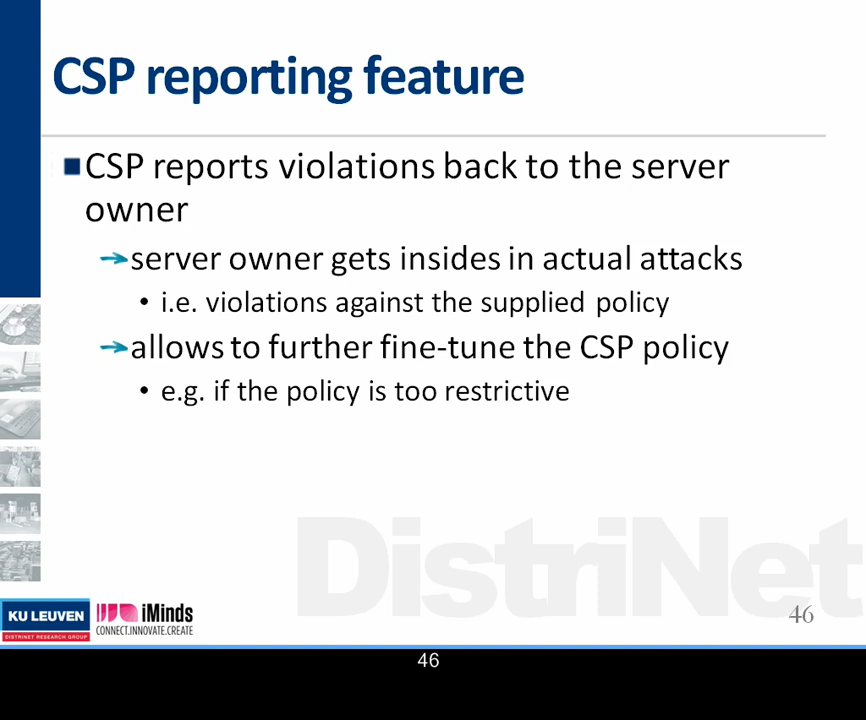 CSP reporting feature
CSP reports violations back to the server
owner
server owner gets insides in actual attacks
• i.e. violations against the supplied policy
allows to further fine-tune the CSP policy
• e.g. if the policy is too restrictive
DistriNet
KU LEUVEN
DISTRINET RESEARCH GROUP
iMinds
CONNECT.INNOVATE.CREATE
46
46